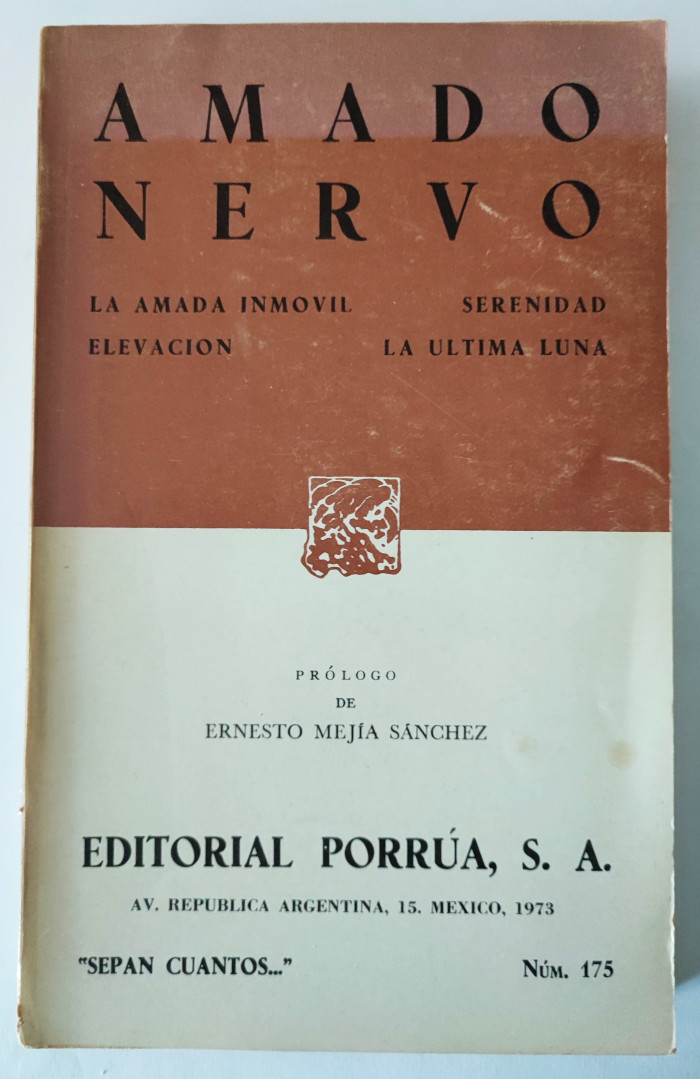 AMADO
NERVO
LA AMADA INMOVIL SERENIDAD
ELEVACION LA ULTIMA LUNA
PRÓLOGO
DE
ERNESTO MEJÍA SÁNCHEZ
EDITORIAL PORRÚA, S. A.
AV. REPUBLICA ARGENTINA, 15. MEXICO, 1973
"SEPAN CUANTOS..." NÚM. 175